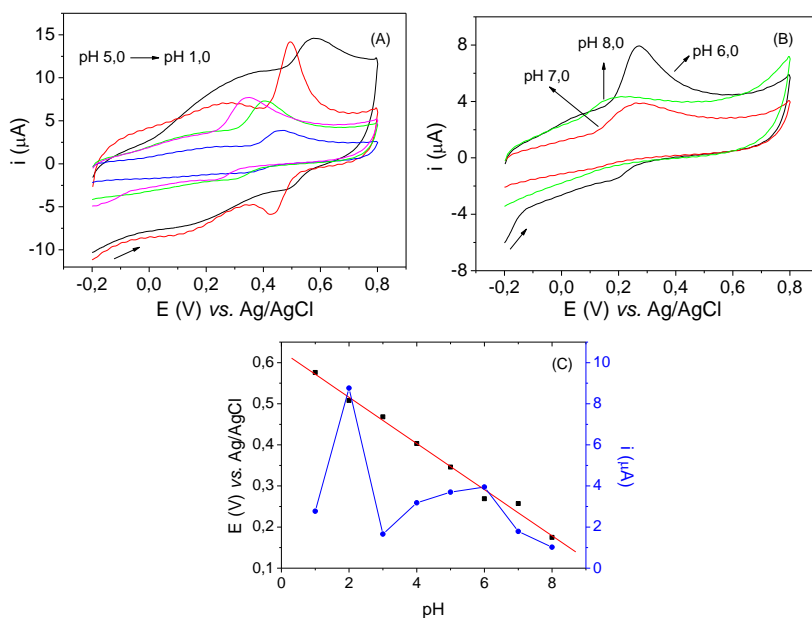 (A)
pH 5,0 pH 1,0
15
10
5
0
-5
-10
i (μA)
-0,2 0,0 0,2 0,4 0,6 0,8
E (V) vs. Ag/AgCl
(B)
pH 8,0 pH 6,0
pH 7,0
8
4
0
-4
-8
i (μA)
-0,2 0,0 0,2 0,4 0,6 0,8
E (V) vs. Ag/AgCl
(C)
0,6
0,5
0,4
0,3
0,2
0,1
E (V) vs. Ag/AgCl
10
8
6
4
2
0
i (μA)
0 2 4 6 8
pH